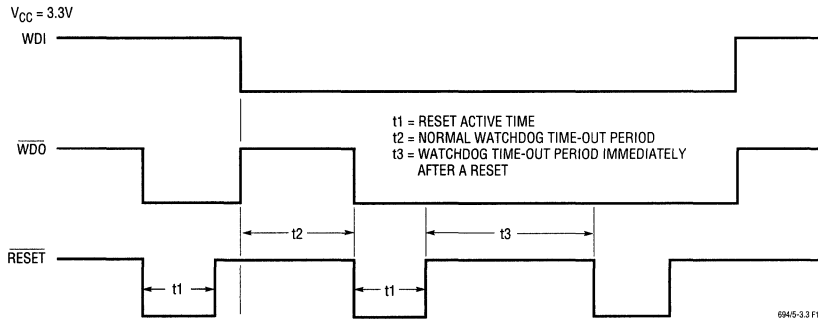 V_CC = 3.3V
WDI
t1 = RESET ACTIVE TIME
t2 = NORMAL WATCHDOG TIME-OUT PERIOD
t3 = WATCHDOG TIME-OUT PERIOD IMMEDIATELY
AFTER A RESET
WDO
t2
t3
RESET
t1
t1
694/5-3.3 F1